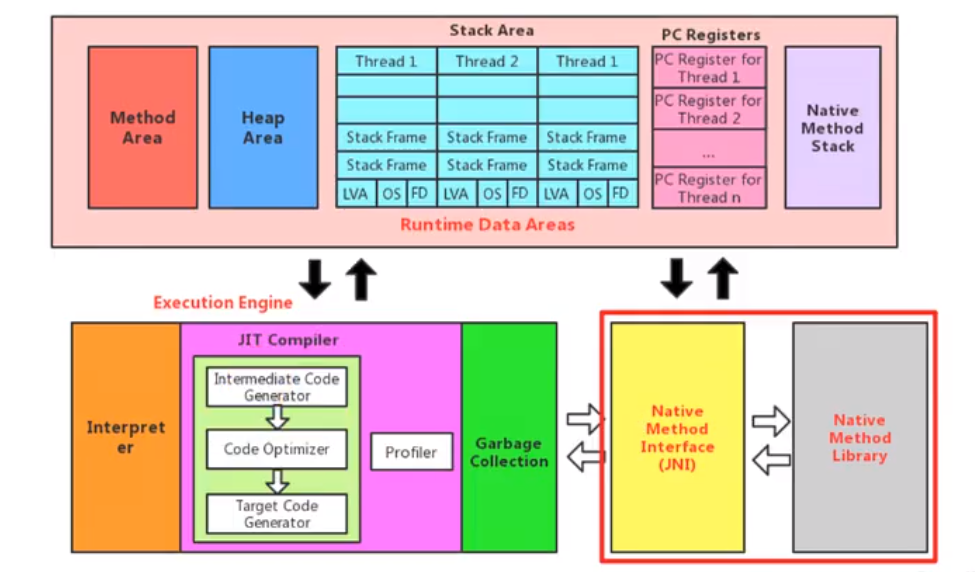 Stack Area
PC Registers
Method
Area
Heap
Area
Thread 1
Thread 2
Thread 1
Stack Frame
Stack Frame
Stack Frame
Stack Frame
Stack Frame
Stack Frame
LVA
OS
FD
LVA
OS
FD
LVA
OS
FD
PC Register for
Thread 1
PC Register for
Thread 2
...
PC Register for
Thread n
Native
Method
Stack
Runtime Data Areas
Execution Engine
Interpret
er
JIT Compiler
Intermediate Code
Generator
Code Optimizer
Target Code
Generator
Profiler
Garbage
Collection
Native
Method
Interface
(JNI)
Native
Method
Library